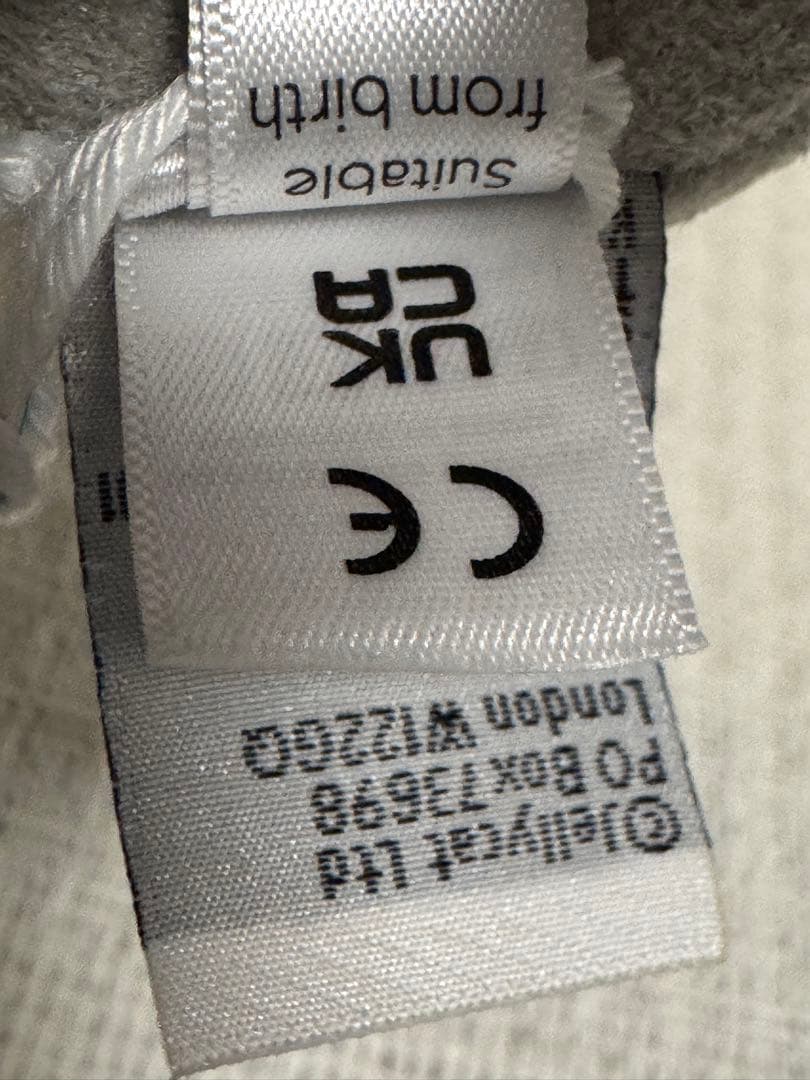 ©Jellycat Ltd
PO Box 73698
London W122GQ
CE
UK
CA
Suitable
from birth